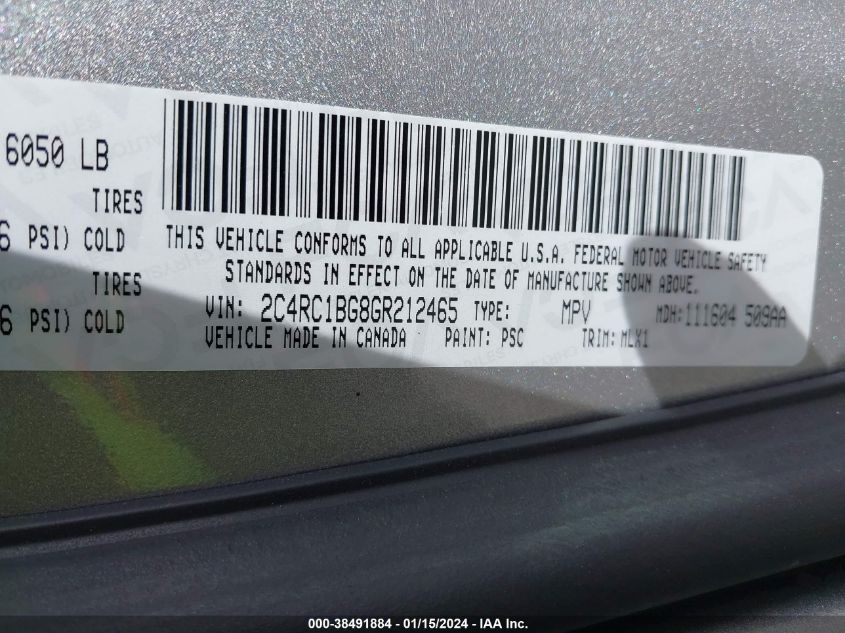 6050 LB
TIRES
6 PSI) COLD
TIRES
6 PSI) COLD
THIS VEHICLE CONFORMS TO ALL APPLICABLE U.S.A. FEDERAL MOTOR VEHICLE SAFETY
STANDARDS IN EFFECT ON THE DATE OF MANUFACTURE SHOWN ABOVE.
VIN: 2C4RC1BG8GR212465 TYPE: MPV MDH:111604 509AA
VEHICLE MADE IN CANADA PAINT: PSC TRIM: MLX1
000-38491884 - 01/15/2024 - IAA Inc.